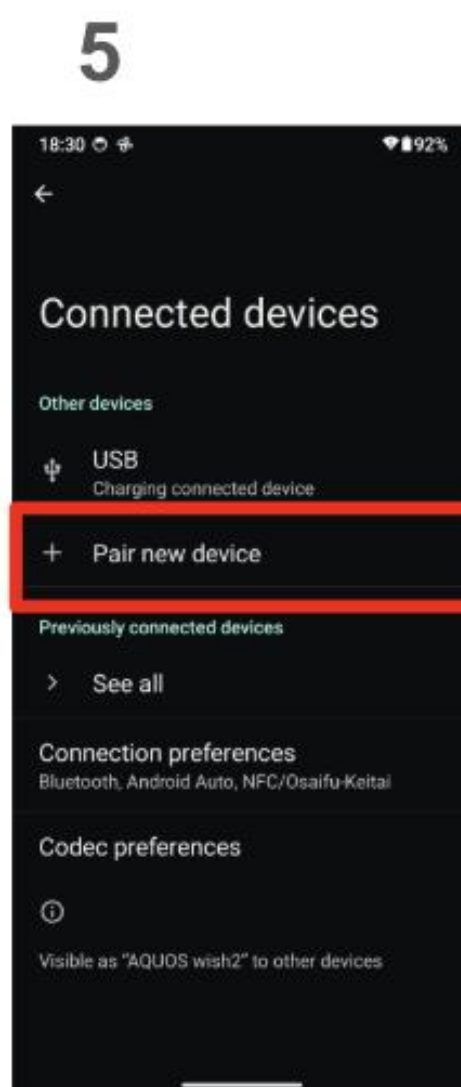 5
18:30
92%
Connected devices
Other devices
USB
Charging connected device
Pair new device
Previously connected devices
See all
Connection preferences
Bluetooth, Android Auto, NFC/Osaifu-Keitai
Codec preferences
Visible as "AQUOS wish2" to other devices